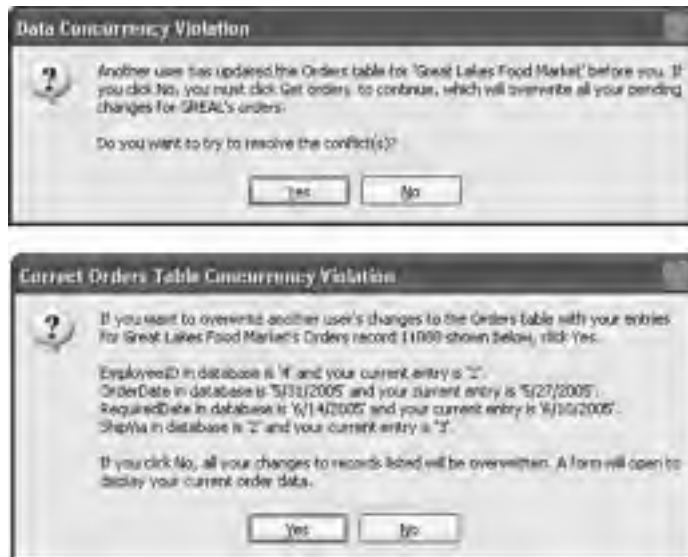 Data Concurrency Violation
Another user has updated the Orders table for 'Great Lakes Food Market' before you. If
you click No, you must click Get orders, to continue, which will overwrite all your pending
changes for GREAL's orders.
Do you want to try to resolve the conflict(s)?
Yes
No
Correct Orders Table Concurrency Violation
If you want to overwrite another user's changes to the Orders table with your entries
for Great Lakes Food Market's Orders record shown below, click Yes.
EmployeeID in database is '4' and your current entry is
OrderDate in database is '5/31/2005' and your current entry is '5/27/2005'.
RequiredDate in database is '6/14/2005' and your current entry is '6/10/2005'.
ShipVia in database is '2' and your current entry is '3'.
If you click No, all your changes to records listed will be overwritten. A form will open to
display your current order data.
Yes
No